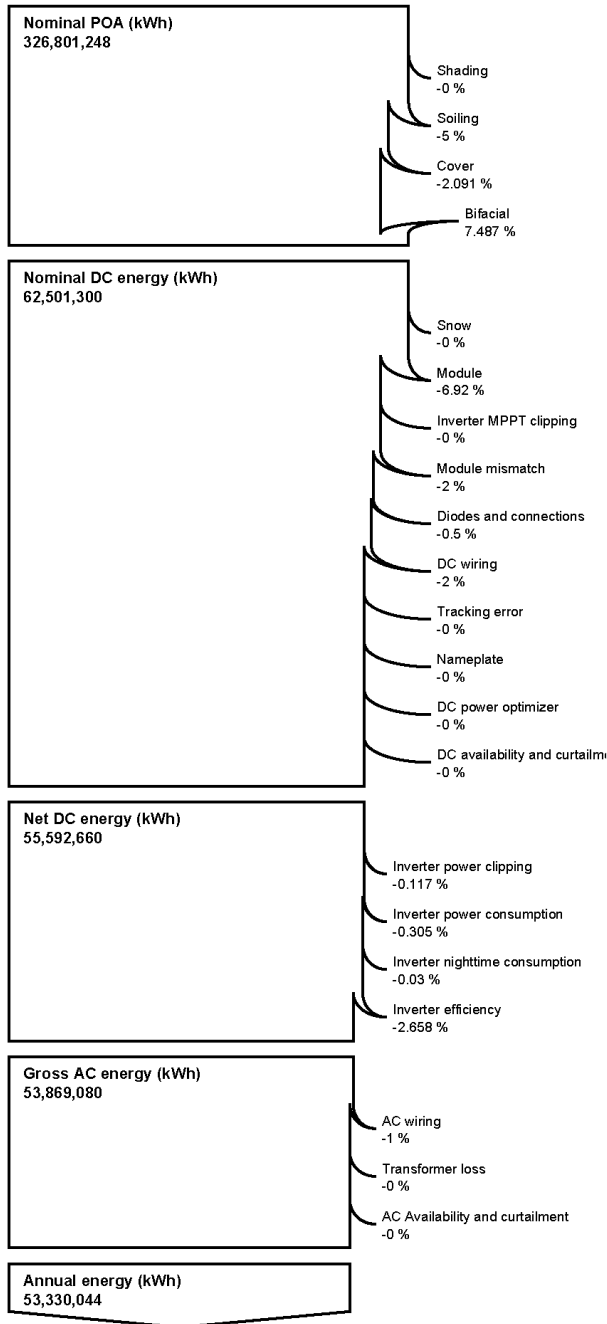 Nominal POA (kWh)
326,801,248
Shading
-0 %
Soiling
-5 %
Cover
-2.091 %
Bifacial
7.487 %
Nominal DC energy (kWh)
62,501,300
Snow
-0 %
Module
-6.92 %
Inverter MPPT clipping
-0 %
Module mismatch
-2 %
Diodes and connections
-0.5 %
DC wiring
-2 %
Tracking error
-0 %
Nameplate
-0 %
DC power optimizer
-0 %
DC availability and curtailm
-0 %
Net DC energy (kWh)
55,592,660
Inverter power clipping
-0.117 %
Inverter power consumption
-0.305 %
Inverter nighttime consumption
-0.03 %
Inverter efficiency
-2.658 %
Gross AC energy (kWh)
53,869,080
AC wiring
-1 %
Transformer loss
-0 %
AC Availability and curtailment
-0 %
Annual energy (kWh)
53,330,044